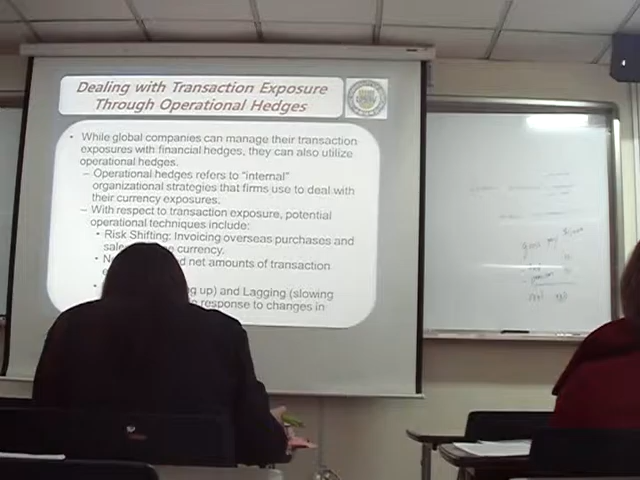 Dealing with Transaction Exposure
Through Operational Hedges
• While global companies can manage their transaction
exposures with financial hedges, they can also utilize
operational hedges.
– Operational hedges refers to "internal"
organizational strategies that firms use to deal with
their currency exposures.
– With respect to transaction exposure, potential
operational techniques include:
• Risk Shifting: Invoicing overseas purchases and
currency.
net amounts of transaction
up) and Lagging (slowing
response to changes in